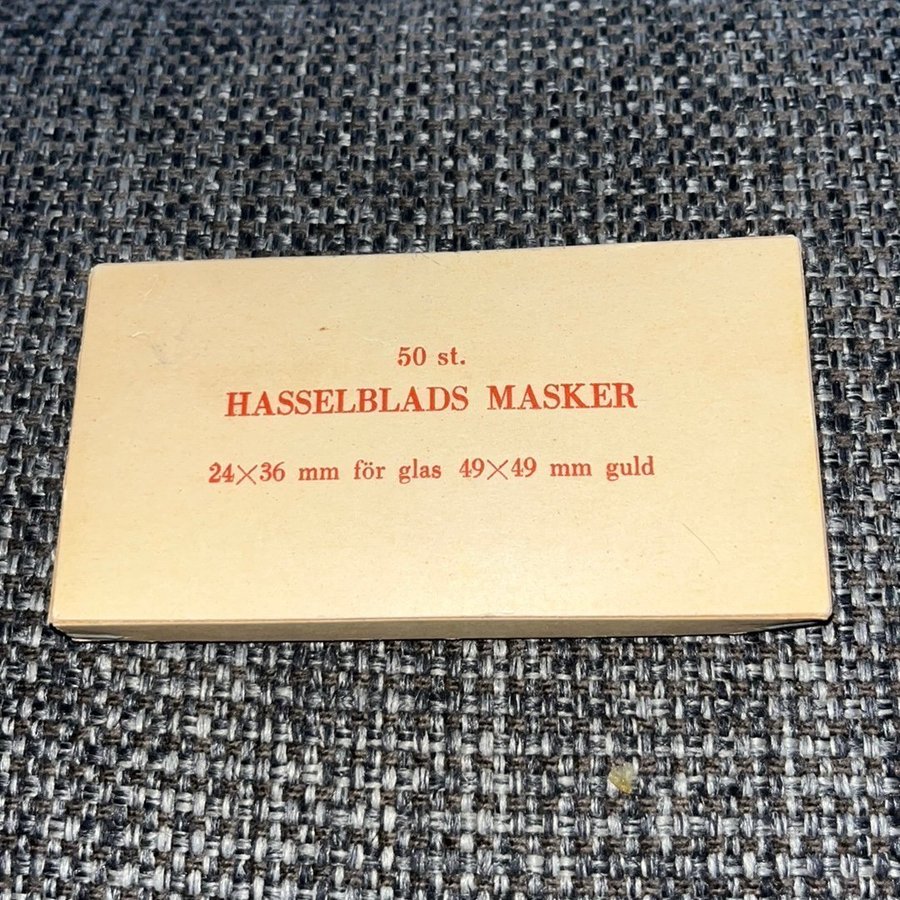 50 st.
HASSELBLADS MASKER
24×36 mm för glas 49×49 mm guld